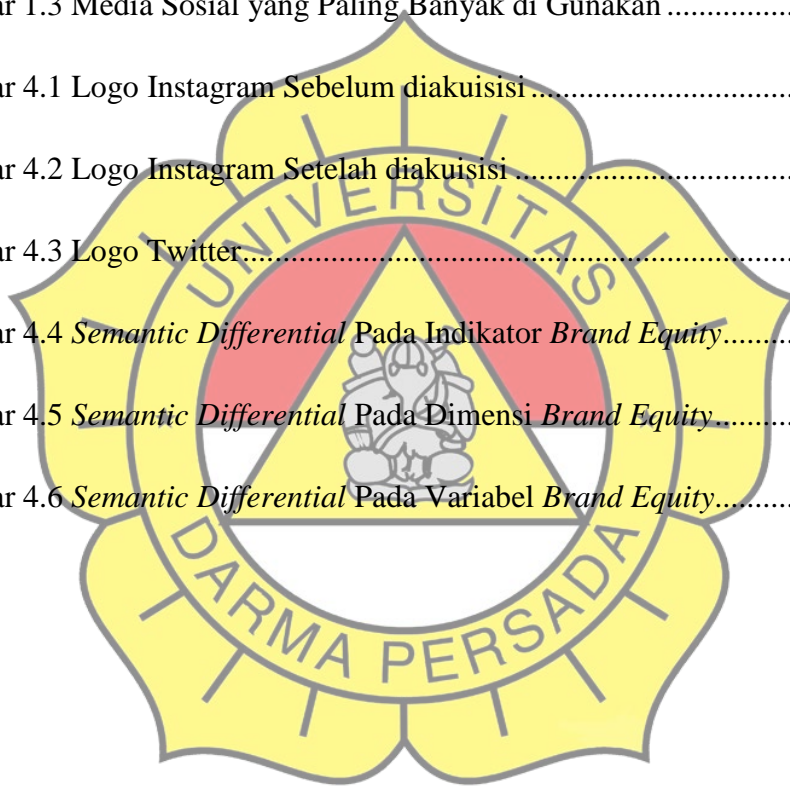 ar 1.3 Media Sosial yang Paling Banyak di Gunakan ................
ar 4.1 Logo Instagram Sebelum diakuisisi ................................
ar 4.2 Logo Instagram Setelah diakuisisi ..................................
ar 4.3 Logo Twitter....................................................................
ar 4.4 Semantic Differential Pada Indikator Brand Equity.........
ar 4.5 Semantic Differential Pada Dimensi Brand Equity..........
ar 4.6 Semantic Differential Pada Variabel Brand Equity..........
UNIVERSITAS
DARMA PERSADA